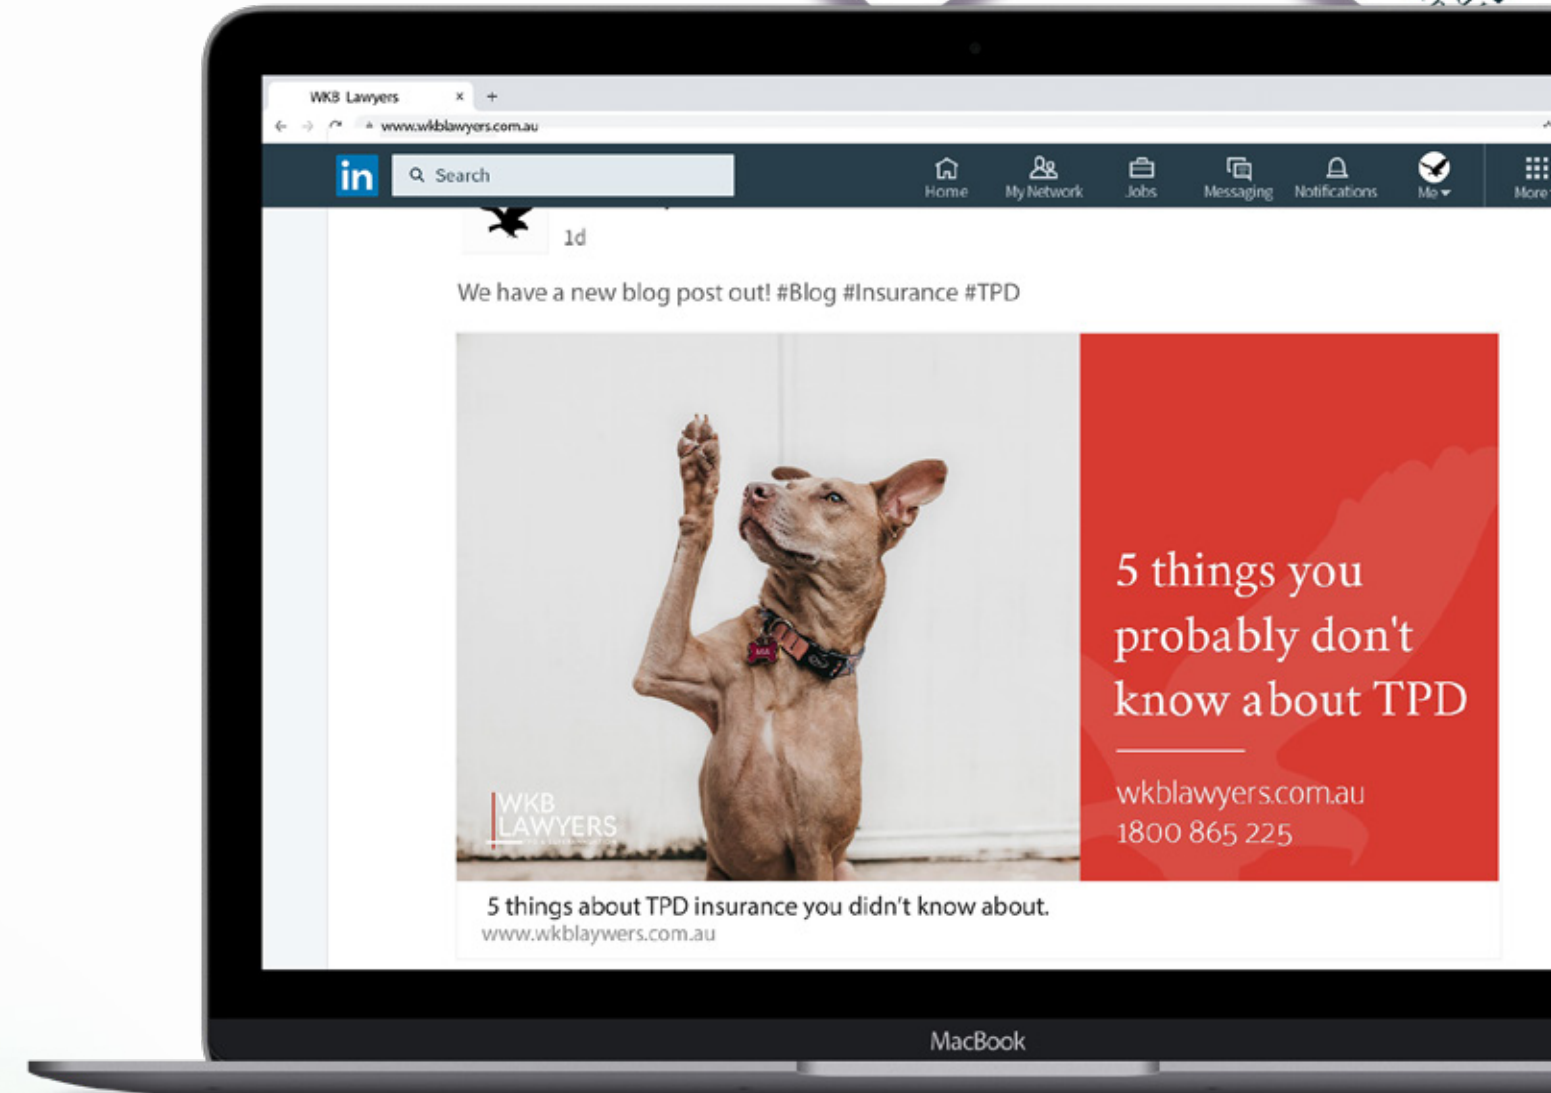 WKB Lawyers
www.wkblawyers.com.au
in
Search
Home
My Network
Jobs
Messaging
Notifications
Me
More
1d
We have a new blog post out! #Blog #Insurance #TPD
MIA
5 things you
probably don't
know about TPD
wkblawyers.com.au
1800 865 225
WKB
LAWYERS
5 things about TPD insurance you didn't know about.
www.wkblaywers.com.au
MacBook